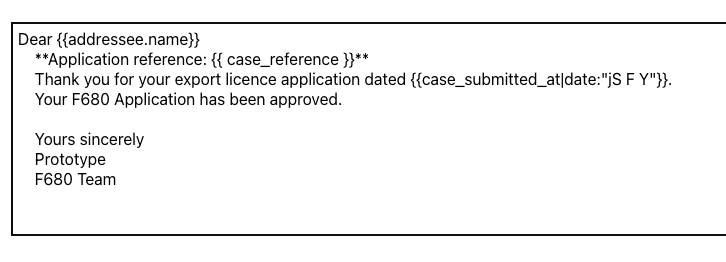 Dear {{addressee.name}}
**Application reference: {{ case_reference }}**
Thank you for your export licence application dated {{case_submitted_at|date:"jS F Y"}}.
Your F680 Application has been approved.
Yours sincerely
Prototype
F680 Team